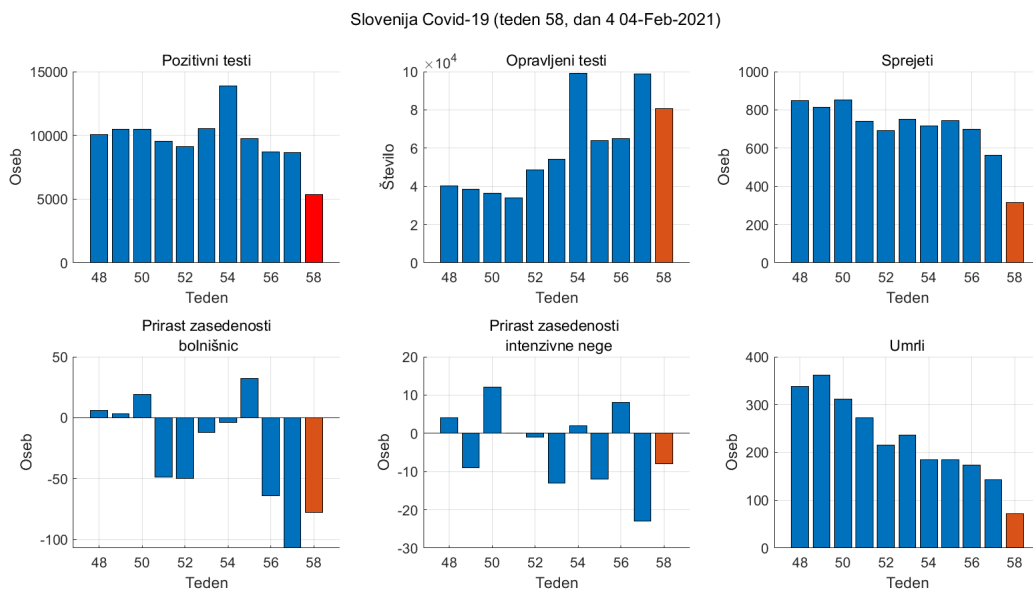 Slovenija Covid-19 (teden 58, dan 4 04-Feb-2021)
Pozitivni testi
15000
10000
5000
0
Oseb
48 50 52 54 56 58
Teden
Opravljeni testi
×10⁴
10
8
6
4
2
0
Število
48 50 52 54 56 58
Teden
Sprejeti
1000
800
600
400
200
0
Oseb
48 50 52 54 56 58
Teden
Prirast zasedenosti
bolnišnic
50
0
-50
-100
Oseb
48 50 52 54 56 58
Teden
Prirast zasedenosti
intenzivne nege
20
10
0
-10
-20
-30
Oseb
48 50 52 54 56 58
Teden
Umrli
400
300
200
100
0
Oseb
48 50 52 54 56 58
Teden